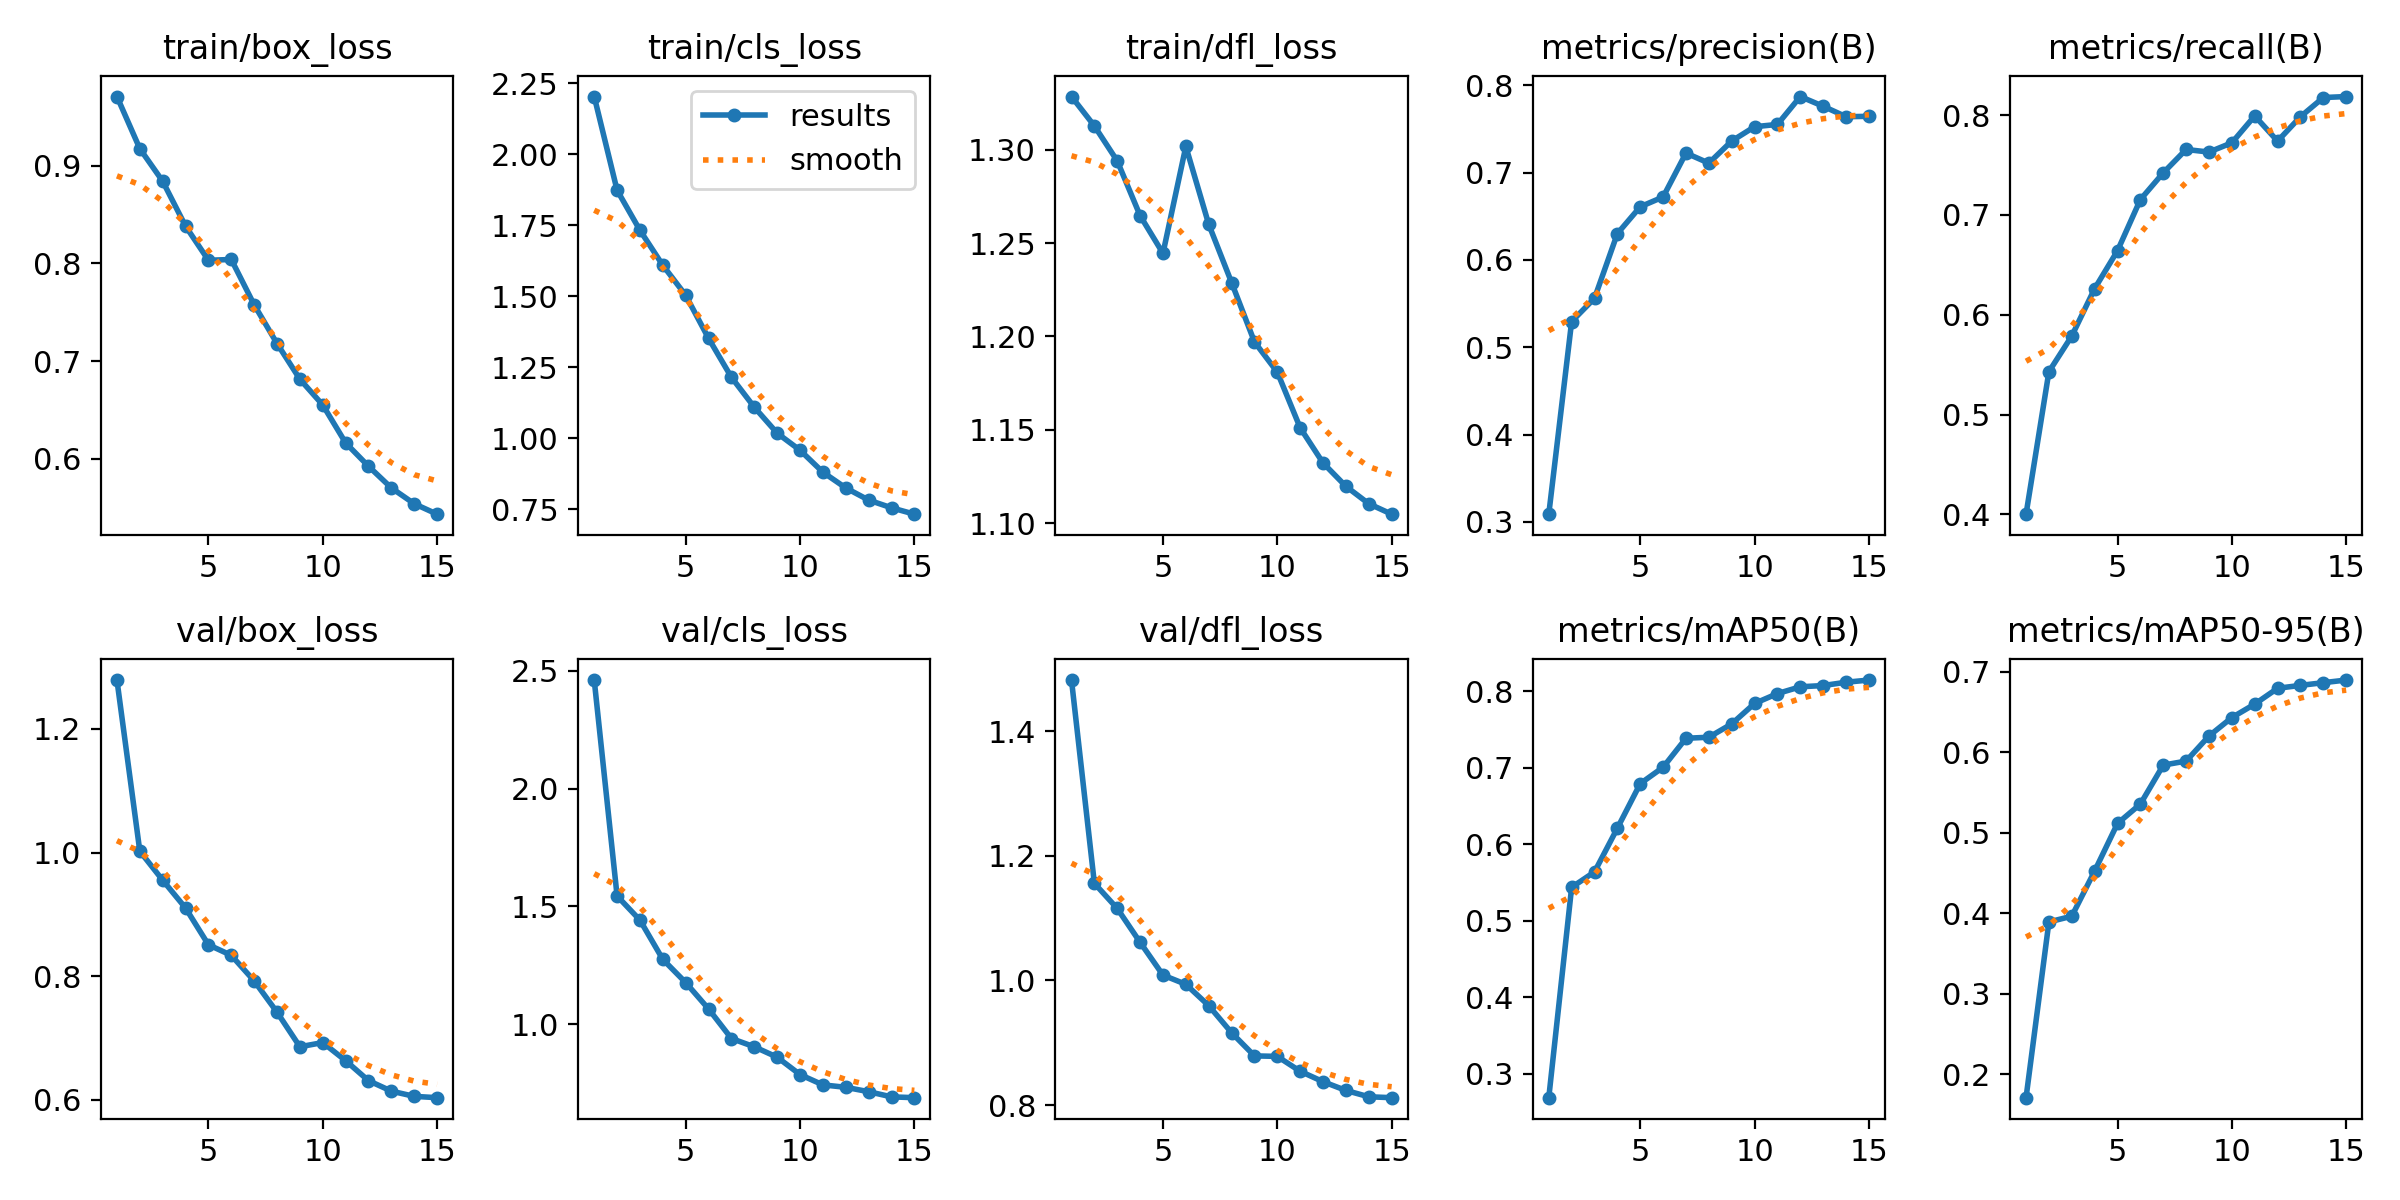 train/box_loss
0.9
0.8
0.7
0.6
5 10 15
train/cls_loss
results
smooth
2.25
2.00
1.75
1.50
1.25
1.00
0.75
5 10 15
train/dfl_loss
1.30
1.25
1.20
1.15
1.10
5 10 15
metrics/precision(B)
0.8
0.7
0.6
0.5
0.4
0.3
5 10 15
metrics/recall(B)
0.8
0.7
0.6
0.5
0.4
5 10 15
val/box_loss
1.2
1.0
0.8
0.6
5 10 15
val/cls_loss
2.5
2.0
1.5
1.0
5 10 15
val/dfl_loss
1.4
1.2
1.0
0.8
5 10 15
metrics/mAP50(B)
0.8
0.7
0.6
0.5
0.4
0.3
5 10 15
metrics/mAP50-95(B)
0.7
0.6
0.5
0.4
0.3
0.2
5 10 15